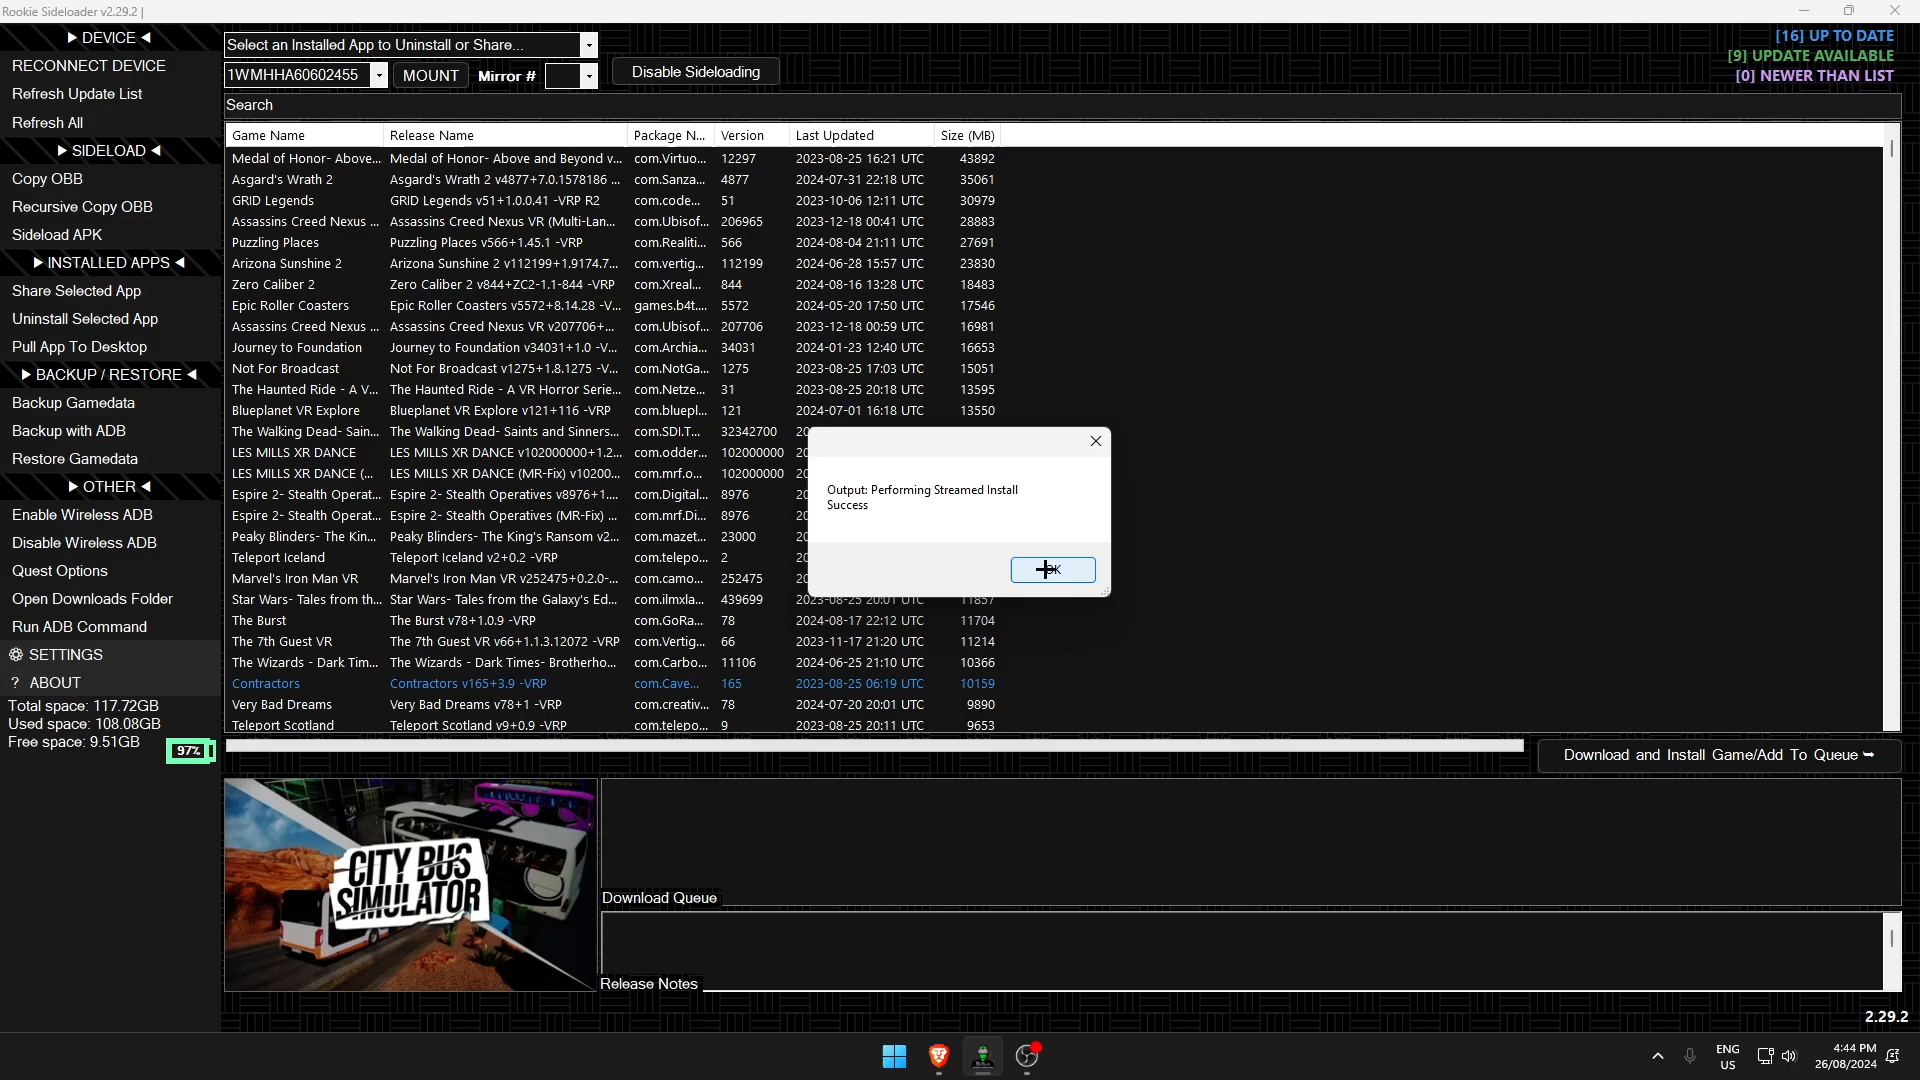 Rookie Sideloader v2.29.2 |
▶ DEVICE ◀
RECONNECT DEVICE
Refresh Update List
Refresh All
▶ SIDELOAD ◀
Copy OBB
Recursive Copy OBB
Sideload APK
▶ INSTALLED APPS ◀
Share Selected App
Uninstall Selected App
Pull App To Desktop
▶ BACKUP / RESTORE ◀
Backup Gamedata
Backup with ADB
Restore Gamedata
▶ OTHER ◀
Enable Wireless ADB
Disable Wireless ADB
Quest Options
Open Downloads Folder
Run ADB Command
SETTINGS
? ABOUT
Total space: 117.72GB
Used space: 108.08GB
Free space: 9.51GB
97%
Select an Installed App to Uninstall or Share...
1WMHHA60602455 MOUNT Mirror # Disable Sideloading
[16] UP TO DATE
[9] UPDATE AVAILABLE
[0] NEWER THAN LIST
Search
Game Name Release Name Package N... Version Last Updated Size (MB)
Medal of Honor- Above... Medal of Honor- Above and Beyond v... com.Virtuo... 12297 2023-08-25 16:21 UTC 43892
Asgard's Wrath 2 Asgard's Wrath 2 v4877+7.0.1578186 ... com.Sanza... 4877 2024-07-31 22:18 UTC 35061
GRID Legends GRID Legends v51+1.0.0.41 -VRP R2 com.code... 51 2023-10-06 12:11 UTC 30979
Assassins Creed Nexus ... Assassins Creed Nexus VR (Multi-Lan... com.Ubisof... 206965 2023-12-18 00:41 UTC 28883
Puzzling Places Puzzling Places v566+1.45.1 -VRP com.Realiti... 566 2024-08-04 21:11 UTC 27691
Arizona Sunshine 2 Arizona Sunshine 2 v112199+1.9174.7... com.vertig... 112199 2024-06-28 15:57 UTC 23830
Zero Caliber 2 Zero Caliber 2 v844+ZC2-1.1-844 -VRP com.Xreal... 844 2024-08-16 13:28 UTC 18483
Epic Roller Coasters Epic Roller Coasters v5572+8.14.28 -V... games.b4t.... 5572 2024-05-20 17:50 UTC 17546
Assassins Creed Nexus ... Assassins Creed Nexus VR v207706+... com.Ubisof... 207706 2023-12-18 00:59 UTC 16981
Journey to Foundation Journey to Foundation v34031+1.0 -V... com.Archia... 34031 2024-01-23 12:40 UTC 16653
Not For Broadcast Not For Broadcast v1275+1.8.1275 -V... com.NotGa... 1275 2023-08-25 17:03 UTC 15051
The Haunted Ride - A V... The Haunted Ride - A VR Horror Serie... com.Netze... 31 2023-08-25 20:18 UTC 13595
Blueplanet VR Explore Blueplanet VR Explore v121+116 -VRP com.bluepl... 121 2024-07-01 16:18 UTC 13550
The Walking Dead- Sain... The Walking Dead- Saints and Sinners... com.SDI.T... 32342700 20
LES MILLS XR DANCE LES MILLS XR DANCE v102000000+1.2... com.odder... 102000000 20
LES MILLS XR DANCE (... LES MILLS XR DANCE (MR-Fix) v10200... com.mrf.o... 102000000 20
Espire 2- Stealth Operat... Espire 2- Stealth Operatives v8976+1.... com.Digital... 8976 20
Espire 2- Stealth Operat... Espire 2- Stealth Operatives (MR-Fix) ... com.mrf.Di... 8976 20
Peaky Blinders- The Kin... Peaky Blinders- The King's Ransom v2... com.mazet... 23000 20
Teleport Iceland Teleport Iceland v2+0.2 -VRP com.telepo... 2 20
Marvel's Iron Man VR Marvel's Iron Man VR v252475+0.2.0-... com.camo... 252475 20
Star Wars- Tales from th... Star Wars- Tales from the Galaxy's Ed... com.ilmxla... 439699 2023-08-25 20:01 UTC 11857
The Burst The Burst v78+1.0.9 -VRP com.GoRa... 78 2024-08-17 22:12 UTC 11704
The 7th Guest VR The 7th Guest VR v66+1.1.3.12072 -VRP com.Vertig... 66 2023-11-17 21:20 UTC 11214
The Wizards - Dark Tim... The Wizards - Dark Times- Brotherho... com.Carbo... 11106 2024-06-25 21:10 UTC 10366
Contractors Contractors v165+3.9 -VRP com.Cave... 165 2023-08-25 06:19 UTC 10159
Very Bad Dreams Very Bad Dreams v78+1 -VRP com.creativ... 78 2024-07-20 20:01 UTC 9890
Teleport Scotland Teleport Scotland v9+0.9 -VRP com.telepo... 9 2023-08-25 20:11 UTC 9653
Output: Performing Streamed Install
Success
OK
Download and Install Game/Add To Queue ➥
CITY BUS
SIMULATOR
Download Queue
Release Notes
2.29.2
ENG
US
4:44 PM
26/08/2024